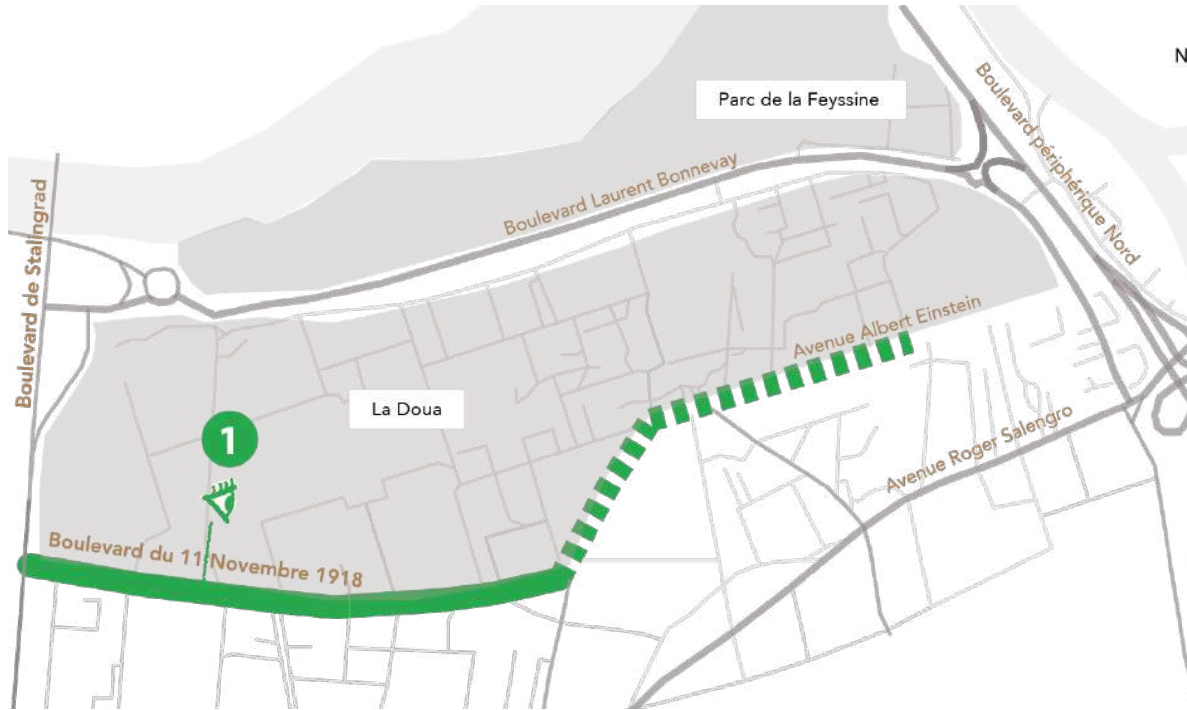 N
Parc de la Feyssine
Boulevard périphérique Nord
Boulevard Laurent Bonnevay
Boulevard de Stalingrad
Avenue Albert Einstein
La Doua
Avenue Roger Salengro
1
Boulevard du 11 Novembre 1918